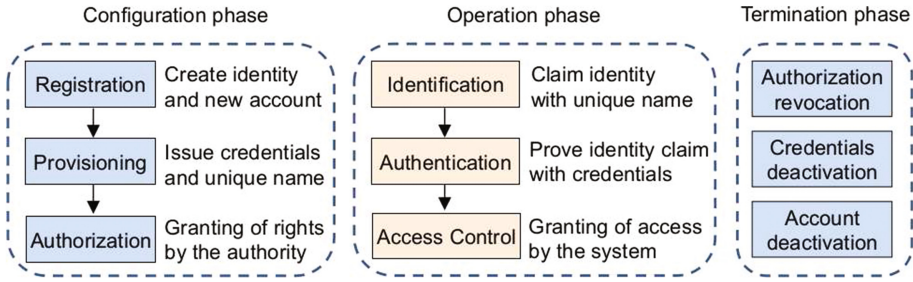 Configuration phase
Registration
Create identity
and new account
Provisioning
Issue credentials
and unique name
Authorization
Granting of rights
by the authority
Operation phase
Identification
Claim identity
with unique name
Authentication
Prove identity claim
with credentials
Access Control
Granting of access
by the system
Termination phase
Authorization
revocation
Credentials
deactivation
Account
deactivation